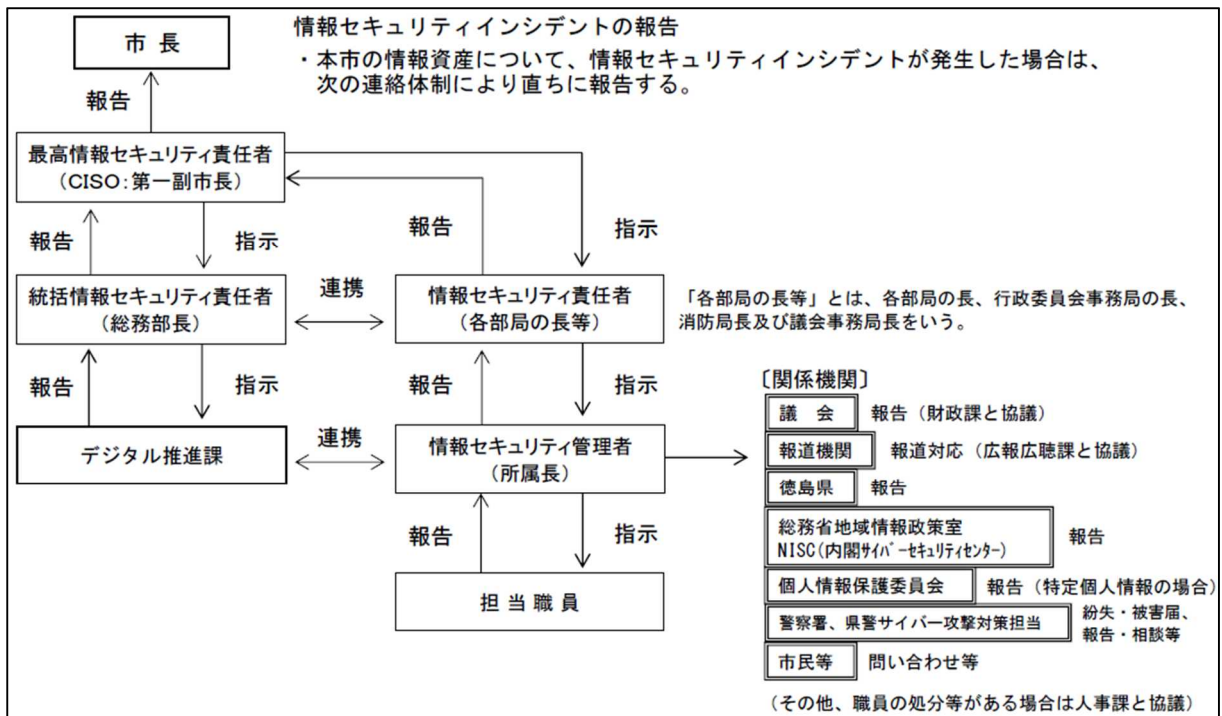 市 長
情報セキュリティインシデントの報告
・本市の情報資産について、情報セキュリティインシデントが発生した場合は、
次の連絡体制により直ちに報告する。
報告
最高情報セキュリティ責任者
（CISO：第一副市長）
報告
指示
報告
指示
統括情報セキュリティ責任者
（総務部長）
連携
情報セキュリティ責任者
（各部局の長等）
「各部局の長等」とは、各部局の長、行政委員会事務局の長、
消防局長及び議会事務局長をいう。
報告
指示
報告
指示
デジタル推進課
連携
情報セキュリティ管理者
（所属長）
報告
指示
担 当 職 員
〔関係機関〕
議 会 報告（財政課と協議）
報道機関 報道対応（広報広聴課と協議）
徳島県 報告
総務省地域情報政策室
NISC（内閣ｻｲﾊﾞｰｾｷｭﾘﾃｨｾﾝﾀｰ） 報告
個人情報保護委員会 報告（特定個人情報の場合）
警察署、県警サイバー攻撃対策担当 紛失・被害届、
報告・相談等
市民等 問い合わせ等
（その他、職員の処分等がある場合は人事課と協議）